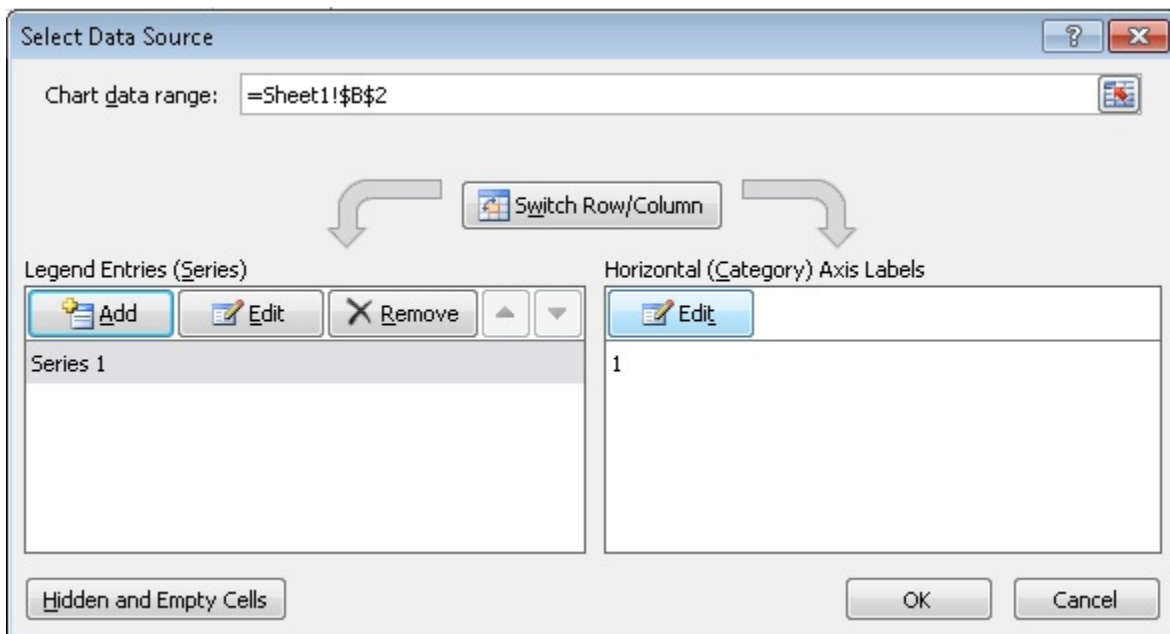 Select Data Source
Chart data range: =Sheet1!$B$2
Switch Row/Column
Legend Entries (Series)
Add Edit Remove
Series 1
Horizontal (Category) Axis Labels
Edit
1
Hidden and Empty Cells OK Cancel